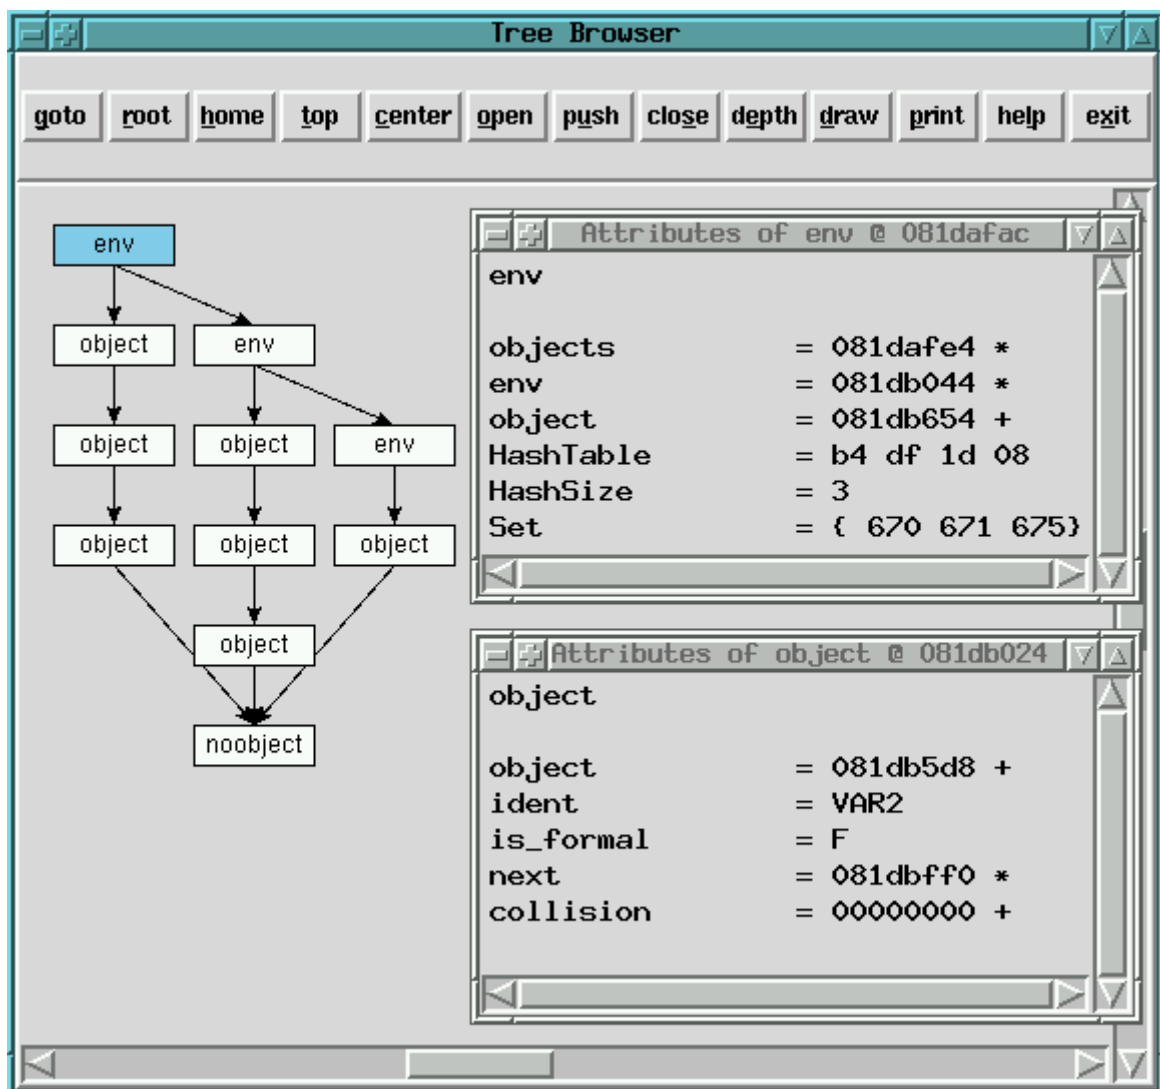 Tree Browser
goto root home top center open push close depth draw print help exit
env
object env
object object env
object object object
object
noobject
Attributes of env @ 081dafac
env
objects = 081dafe4 *
env = 081db044 *
object = 081db654 +
HashTable = b4 df 1d 08
HashSize = 3
Set = { 670 671 675}
Attributes of object @ 081db024
object
object = 081db5d8 +
ident = VAR2
is_formal = F
next = 081dbff0 *
collision = 00000000 +